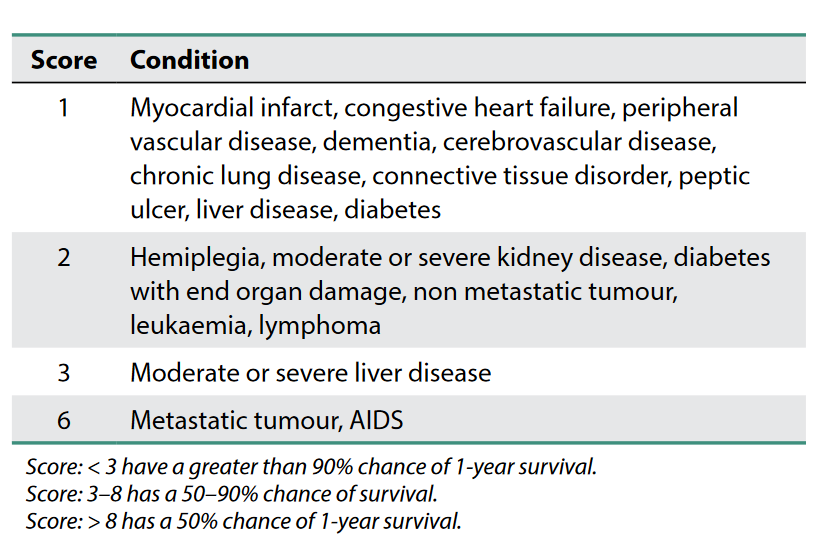 Score Condition
1 Myocardial infarct, congestive heart failure, peripheral
vascular disease, dementia, cerebrovascular disease,
chronic lung disease, connective tissue disorder, peptic
ulcer, liver disease, diabetes
2 Hemiplegia, moderate or severe kidney disease, diabetes
with end organ damage, non metastatic tumour,
leukaemia, lymphoma
3 Moderate or severe liver disease
6 Metastatic tumour, AIDS
Score: < 3 have a greater than 90% chance of 1-year survival.
Score: 3–8 has a 50–90% chance of survival.
Score: > 8 has a 50% chance of 1-year survival.